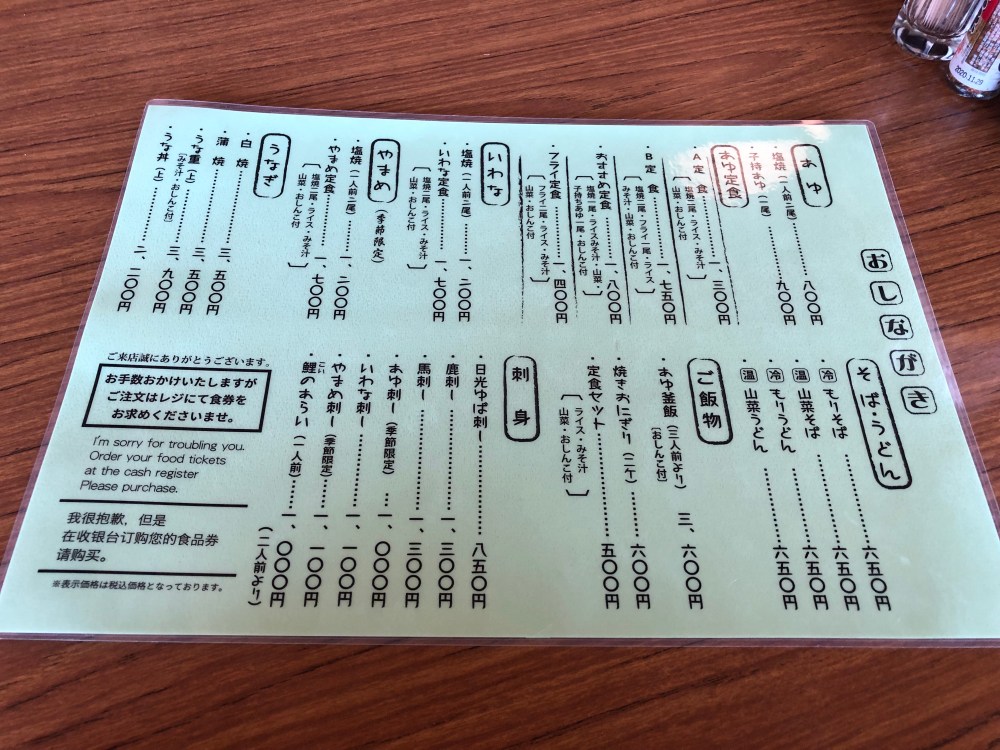 おしながき
あゆ
・塩焼(一人前二尾)………八〇〇円
・子持あゆ(一尾)………九〇〇円
あゆ定食
・A定食………一、三〇〇円
〔塩焼二尾・ライス・みそ汁
山菜・おしんこ付〕
・B定食………一、七五〇円
〔塩焼二尾・フライ一尾・ライス
みそ汁・山菜・おしんこ付〕
・おすすめ定食………一、八〇〇円
〔塩焼一尾・ライスみそ汁・山菜・
子持ちあゆ一尾・おしんこ付〕
・フライ定食………一、四〇〇円
〔フライ二尾・ライス・みそ汁
山菜・おしんこ付〕
いわな
・塩焼(一人前二尾)………一、二〇〇円
・いわな定食………一、七〇〇円
〔塩焼二尾・ライス・みそ汁
山菜・おしんこ付〕
やまめ(季節限定)
・塩焼(一人前二尾)………一、二〇〇円
・やまめ定食………一、七〇〇円
〔塩焼二尾・ライス・みそ汁
山菜・おしんこ付〕
うなぎ
・白焼………三、五〇〇円
・蒲焼………三、五〇〇円
・うな重(上)………三、九〇〇円
(みそ汁・おしんこ付)
・うな丼(上)………二、二〇〇円
そば・うどん
・冷 もりそば………六五〇円
・温 山菜そば………六五〇円
・冷 もりうどん………六五〇円
・温 山菜うどん………六五〇円
ご飯物
・あゆ釜飯(三人前より)三、六〇〇円
〔おしんこ付〕
・焼きおにぎり(二ケ)………六〇〇円
・定食セット………五〇〇円
〔ライス・みそ汁
山菜・おしんこ付〕
刺身
・日光ゆば刺し………八五〇円
・鹿刺し………一、三〇〇円
・馬刺し………一、三〇〇円
・あゆ刺し(季節限定)……一、〇〇〇円
・いわな刺し………一、一〇〇円
・やまめ刺し(季節限定)……一、一〇〇円
・鯉のあらい(一人前)……一、〇〇〇円
こい
(二人前より)
ご来店誠にありがとうございます。
お手数おかけいたしますが
ご注文はレジにて食券を
お求めくださいませ。
I'm sorry for troubling you.
Order your food tickets
at the cash register
Please purchase.
我很抱歉，但是
在收银台订购您的食品券
请购买。
※表示価格は税込価格となっております。
2020.11.29